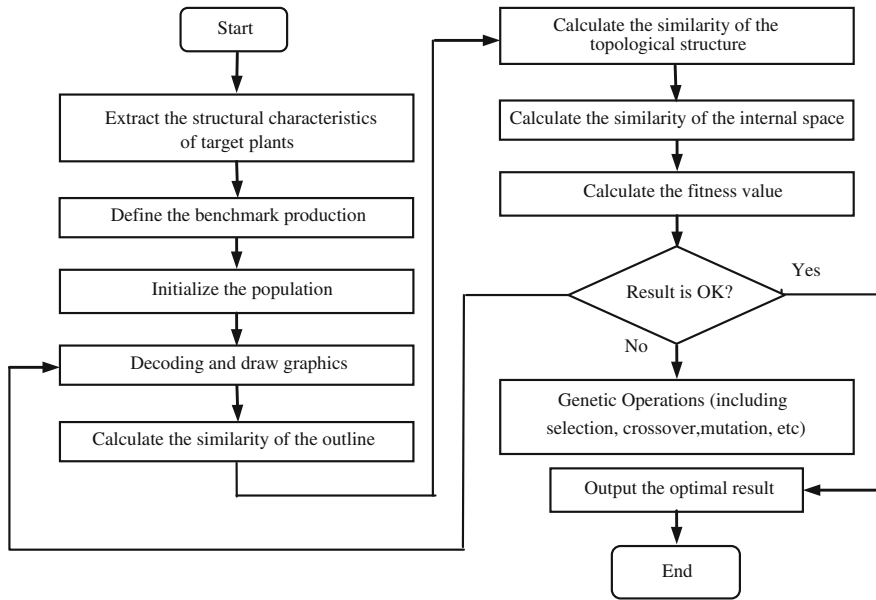 Start
Extract the structural characteristics
of target plants
Define the benchmark production
Initialize the population
Decoding and draw graphics
Calculate the similarity of the outline
Calculate the similarity of the
topological structure
Calculate the similarity of the internal space
Calculate the fitness value
Result is OK?
Yes
No
Genetic Operations (including
selection, crossover,mutation, etc)
Output the optimal result
End